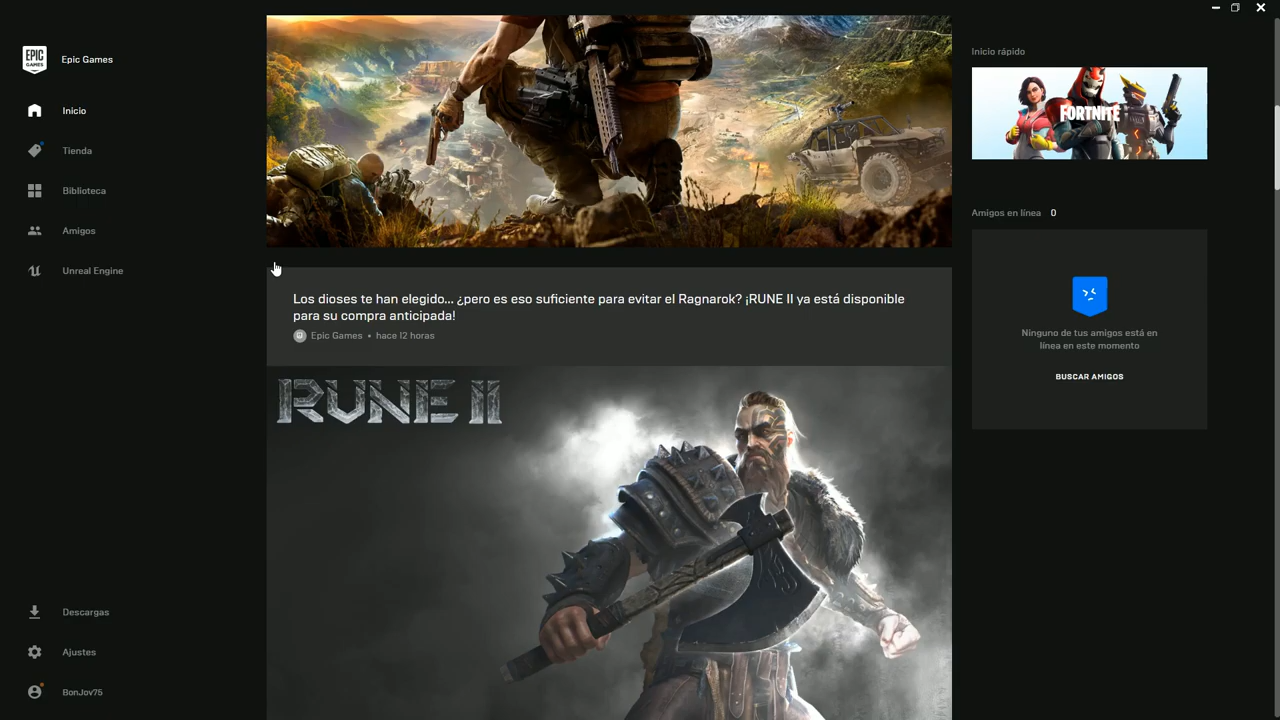 EPIC
GAMES
Epic Games
Inicio
Tienda
Biblioteca
Amigos
Unreal Engine
Descargas
Ajustes
BonJov75
Los dioses te han elegido... ¿pero es eso suficiente para evitar el Ragnarok? ¡RUNE II ya está disponible
para su compra anticipada!
Epic Games • hace 12 horas
RUNE II
Inicio rápido
FORTNITE
Amigos en línea 0
Ninguno de tus amigos está en
línea en este momento
BUSCAR AMIGOS